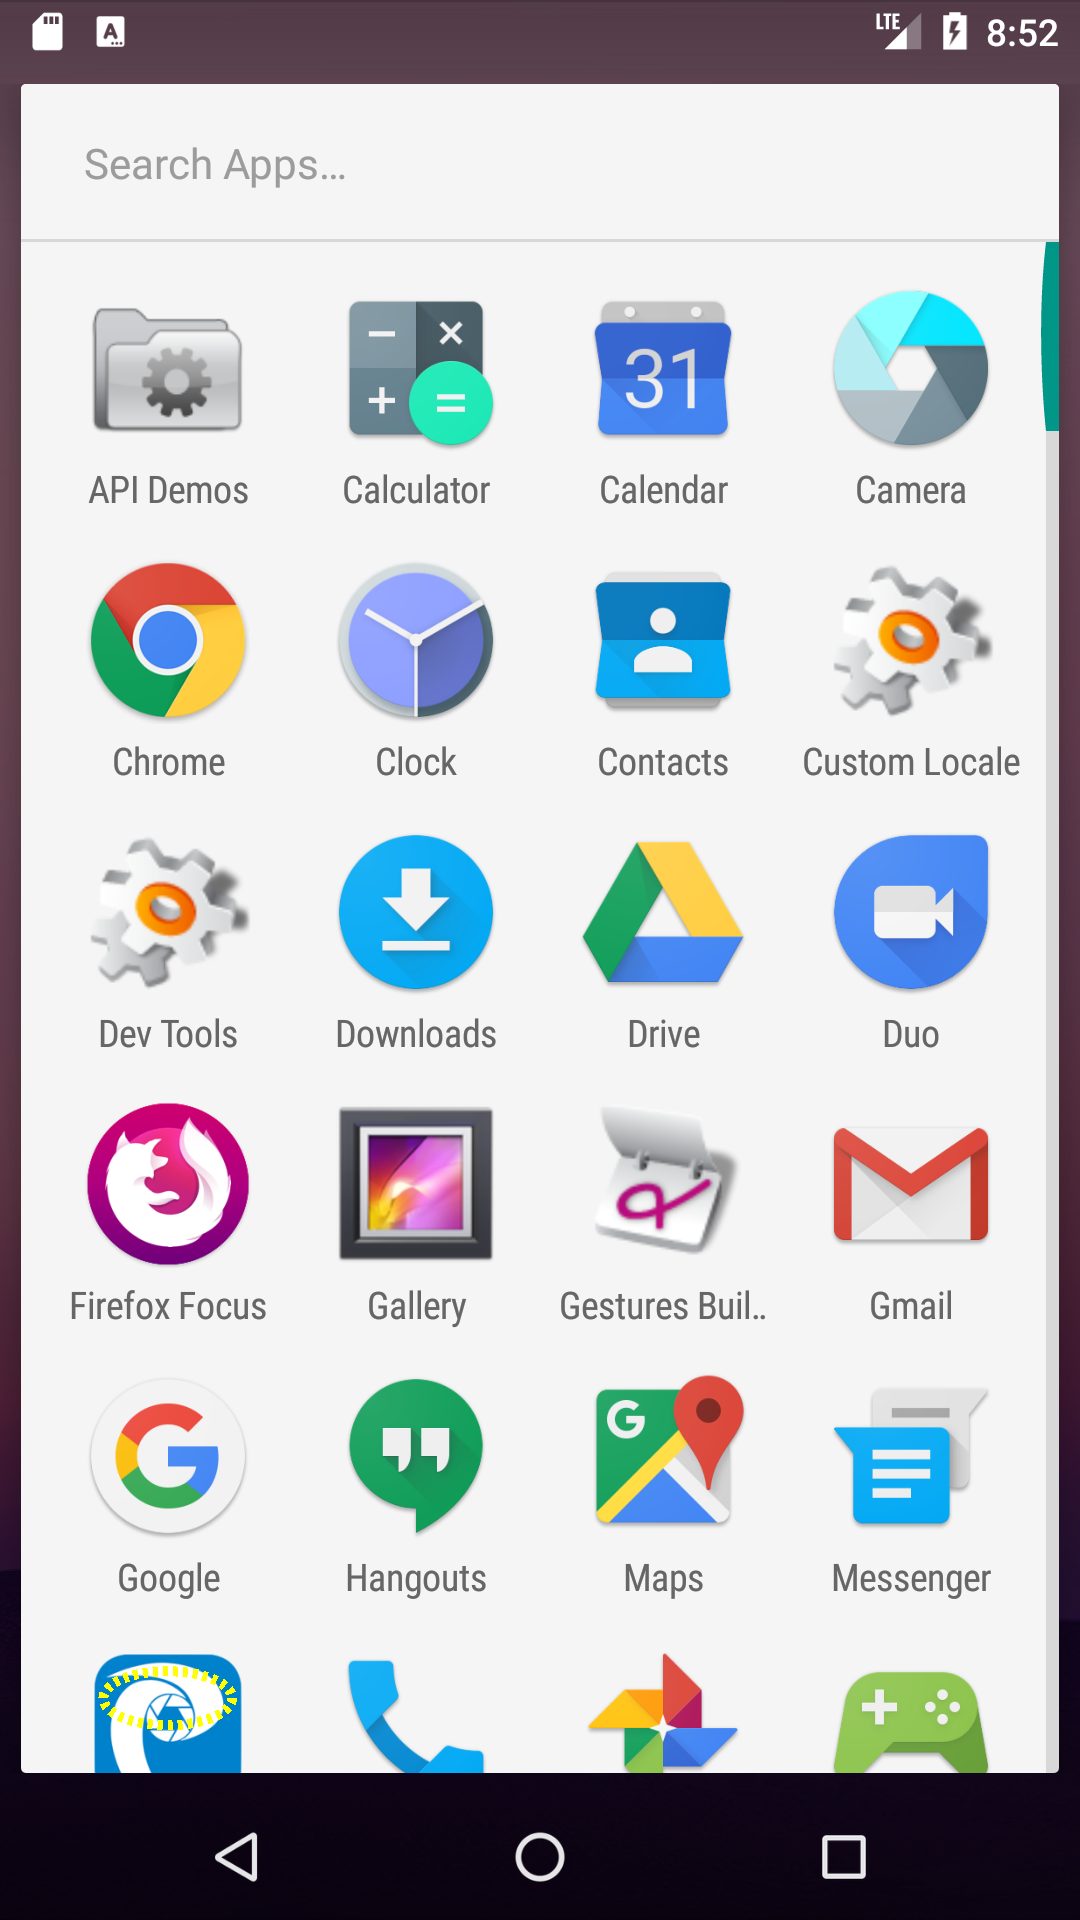 LTE 8:52
Search Apps...
31
API Demos Calculator Calendar Camera
Chrome Clock Contacts Custom Locale
Dev Tools Downloads Drive Duo
Firefox Focus Gallery Gestures Buil.. Gmail
Google Hangouts Maps Messenger